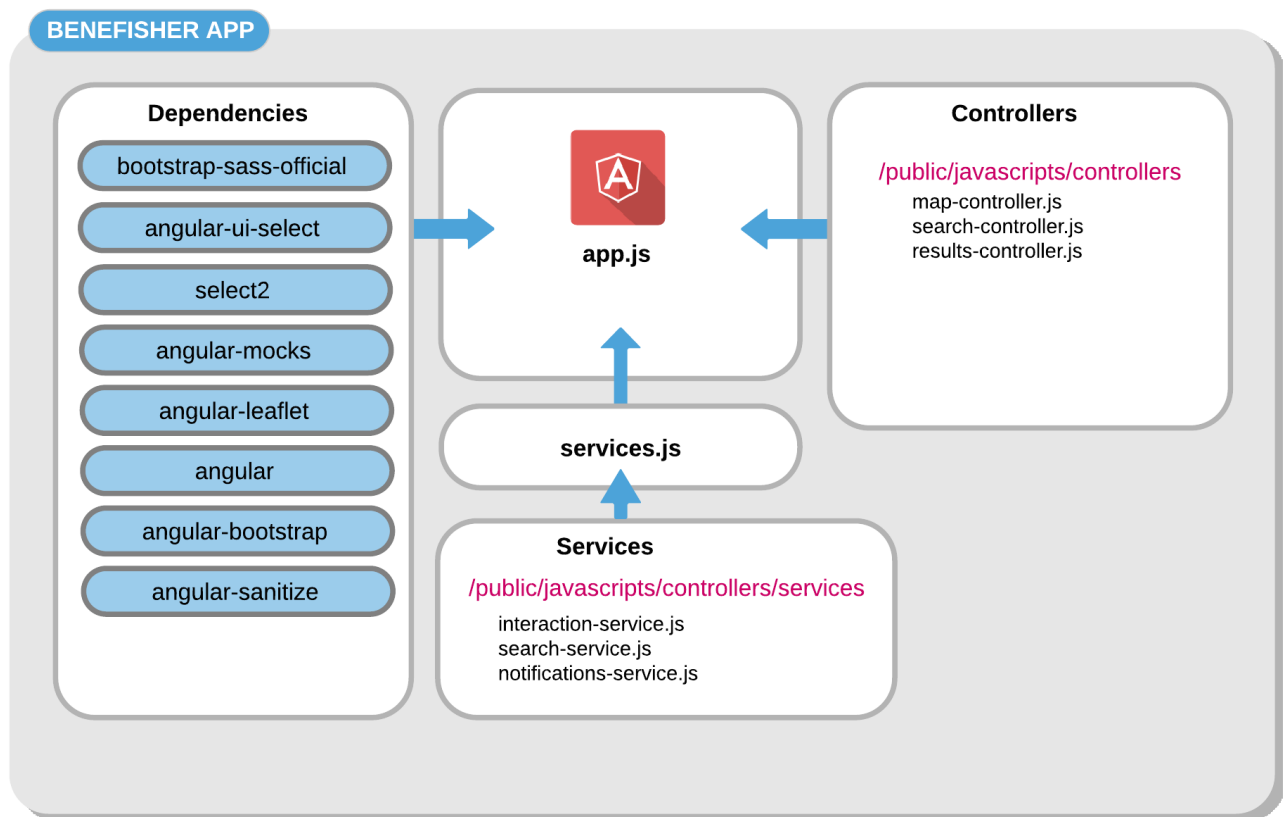 BENEFISHER APP
Dependencies
bootstrap-sass-official
angular-ui-select
select2
angular-mocks
angular-leaflet
angular
angular-bootstrap
angular-sanitize
A
app.js
services.js
Services
/public/javascripts/controllers/services
interaction-service.js
search-service.js
notifications-service.js
Controllers
/public/javascripts/controllers
map-controller.js
search-controller.js
results-controller.js